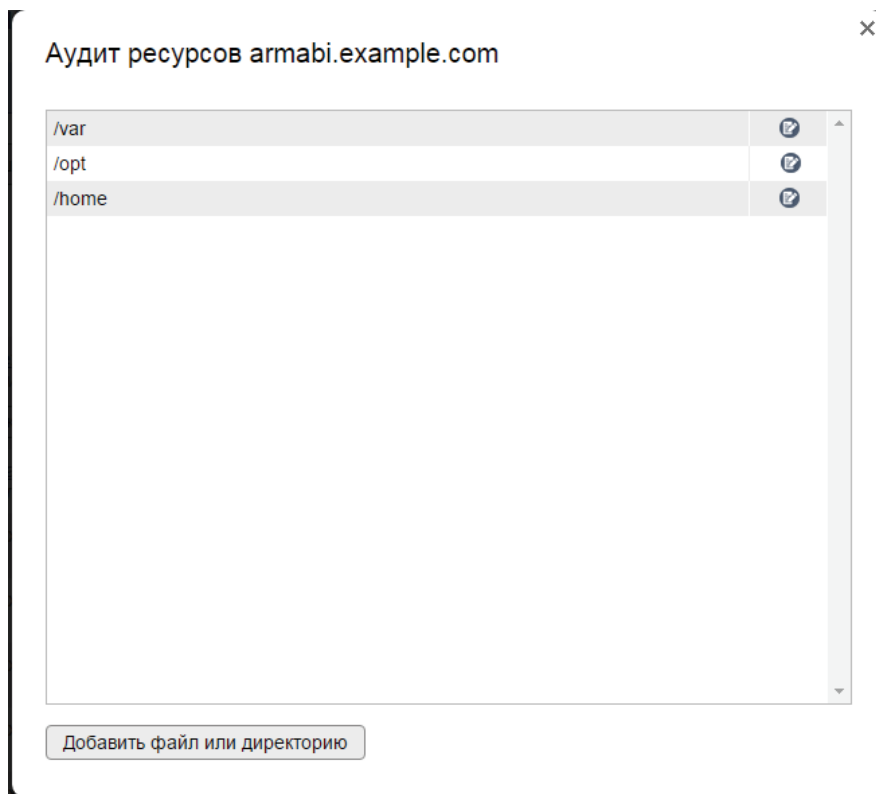 Аудит ресурсов armabi.example.com
/var
/opt
/home
Добавить файл или директорию